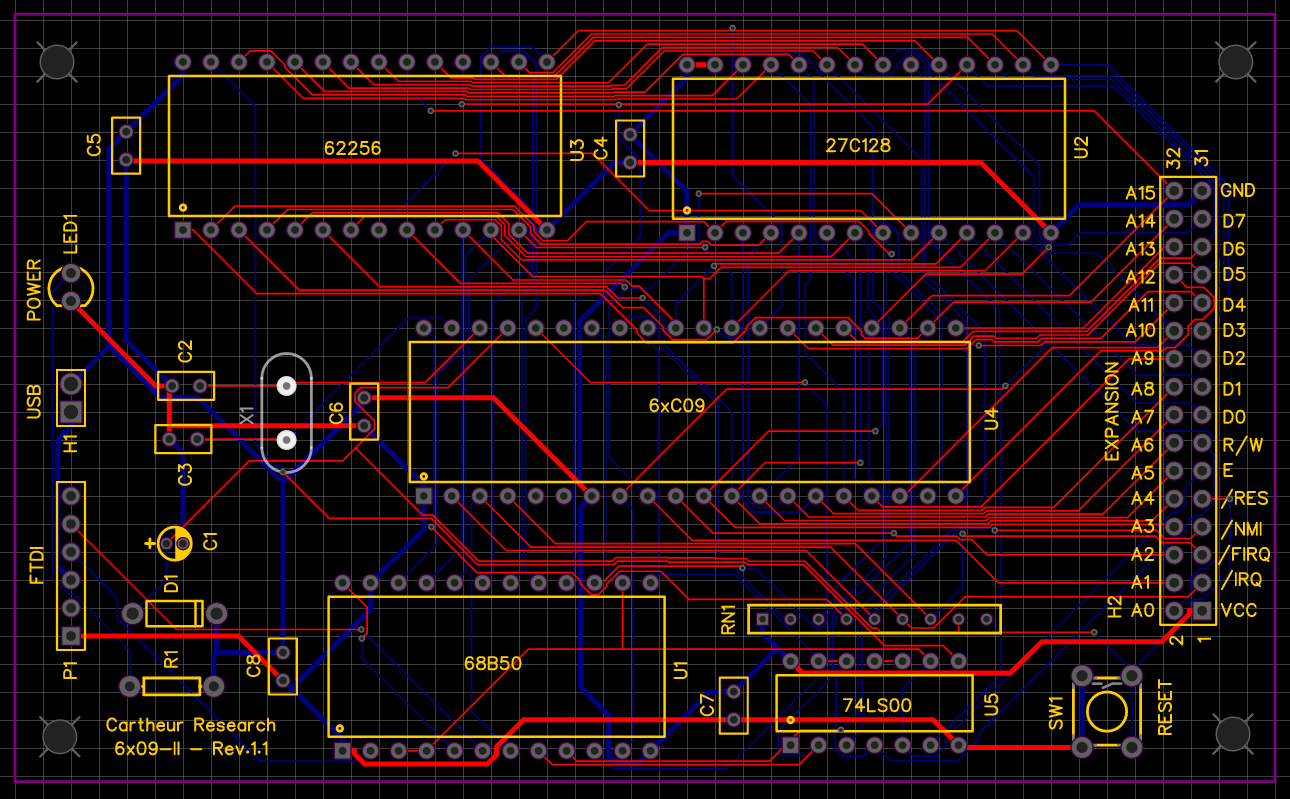 62256
U3
C4
27C128
U2
C5
32
31
LED1
POWER
A15
GND
A14
D7
A13
D6
A12
D5
A11
D4
A10
D3
A9
D2
A8
D1
A7
D0
A6
R/W
A5
E
A4
/RES
A3
/NMI
A2
/FIRQ
A1
/IRQ
A0
VCC
EXPANSION
H2
2
1
C2
USB
H1
X1
C6
6xC09
U4
C3
FTDI
C1
+
D1
R1
P1
C8
68B50
U1
RN1
C7
74LS00
U5
SW1
RESET
Cartheur Research
6x09-II - Rev.1.1